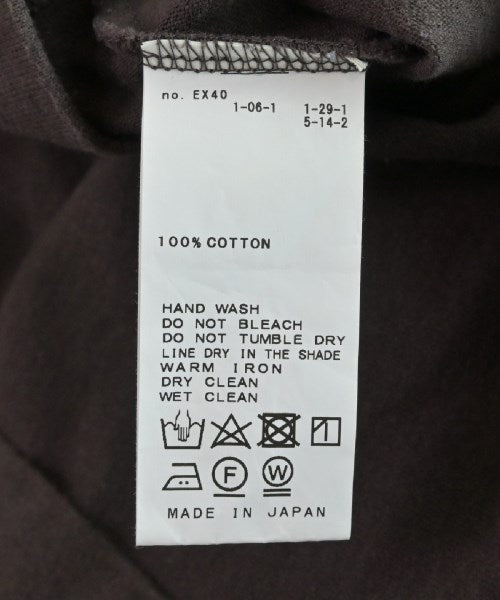 no. EX40
1-06-1 1-29-1
5-14-2
100% COTTON
HAND WASH
DO NOT BLEACH
DO NOT TUMBLE DRY
LINE DRY IN THE SHADE
WARM IRON
DRY CLEAN
WET CLEAN
F W
MADE IN JAPAN